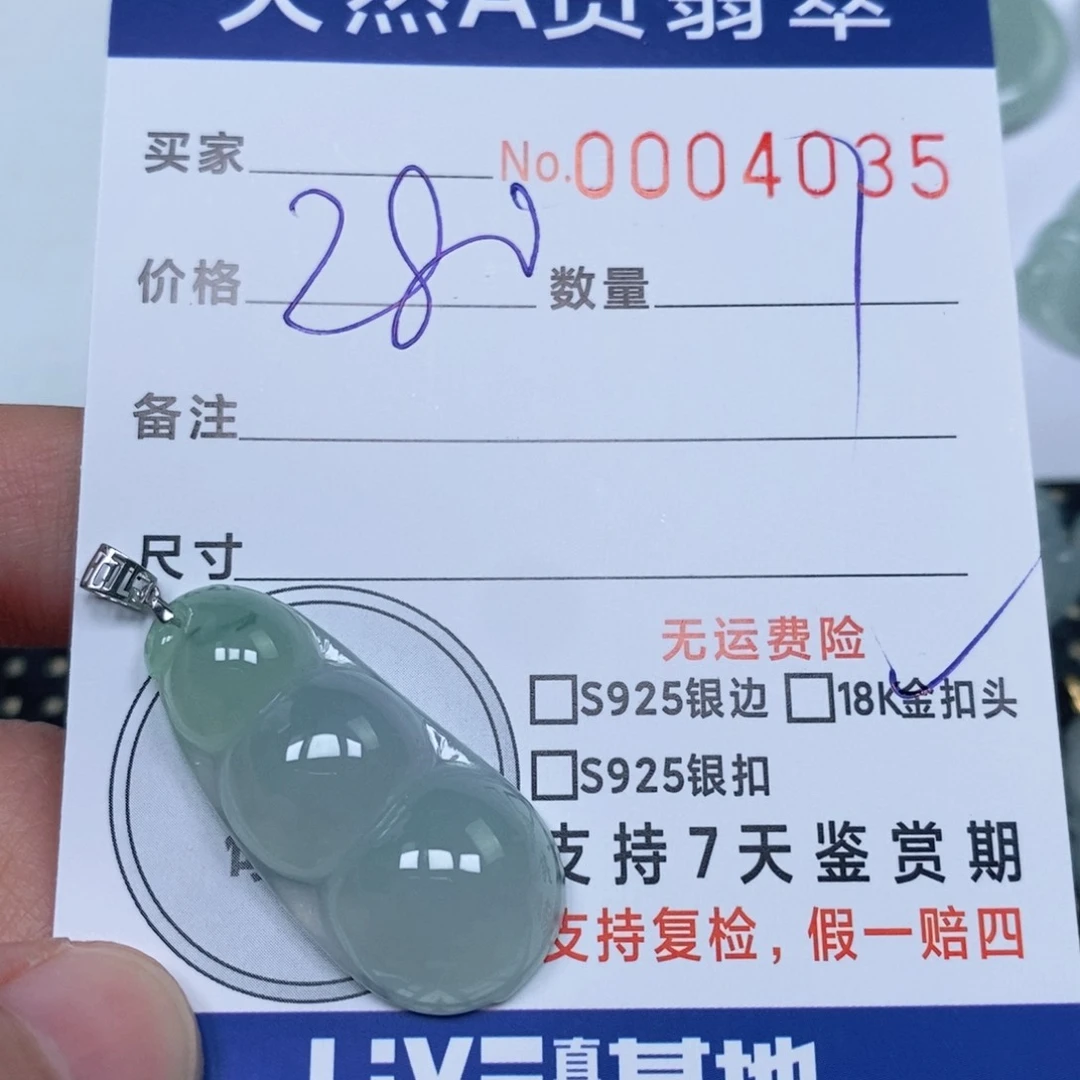 天然A货翡翠
买家 No.0004035
价格 280 数量 1
备注
尺寸
无运费险
□S925银边 □18K金扣头
□S925银扣
支持7天鉴赏期
支持复检，假一赔四
LiVE 基地